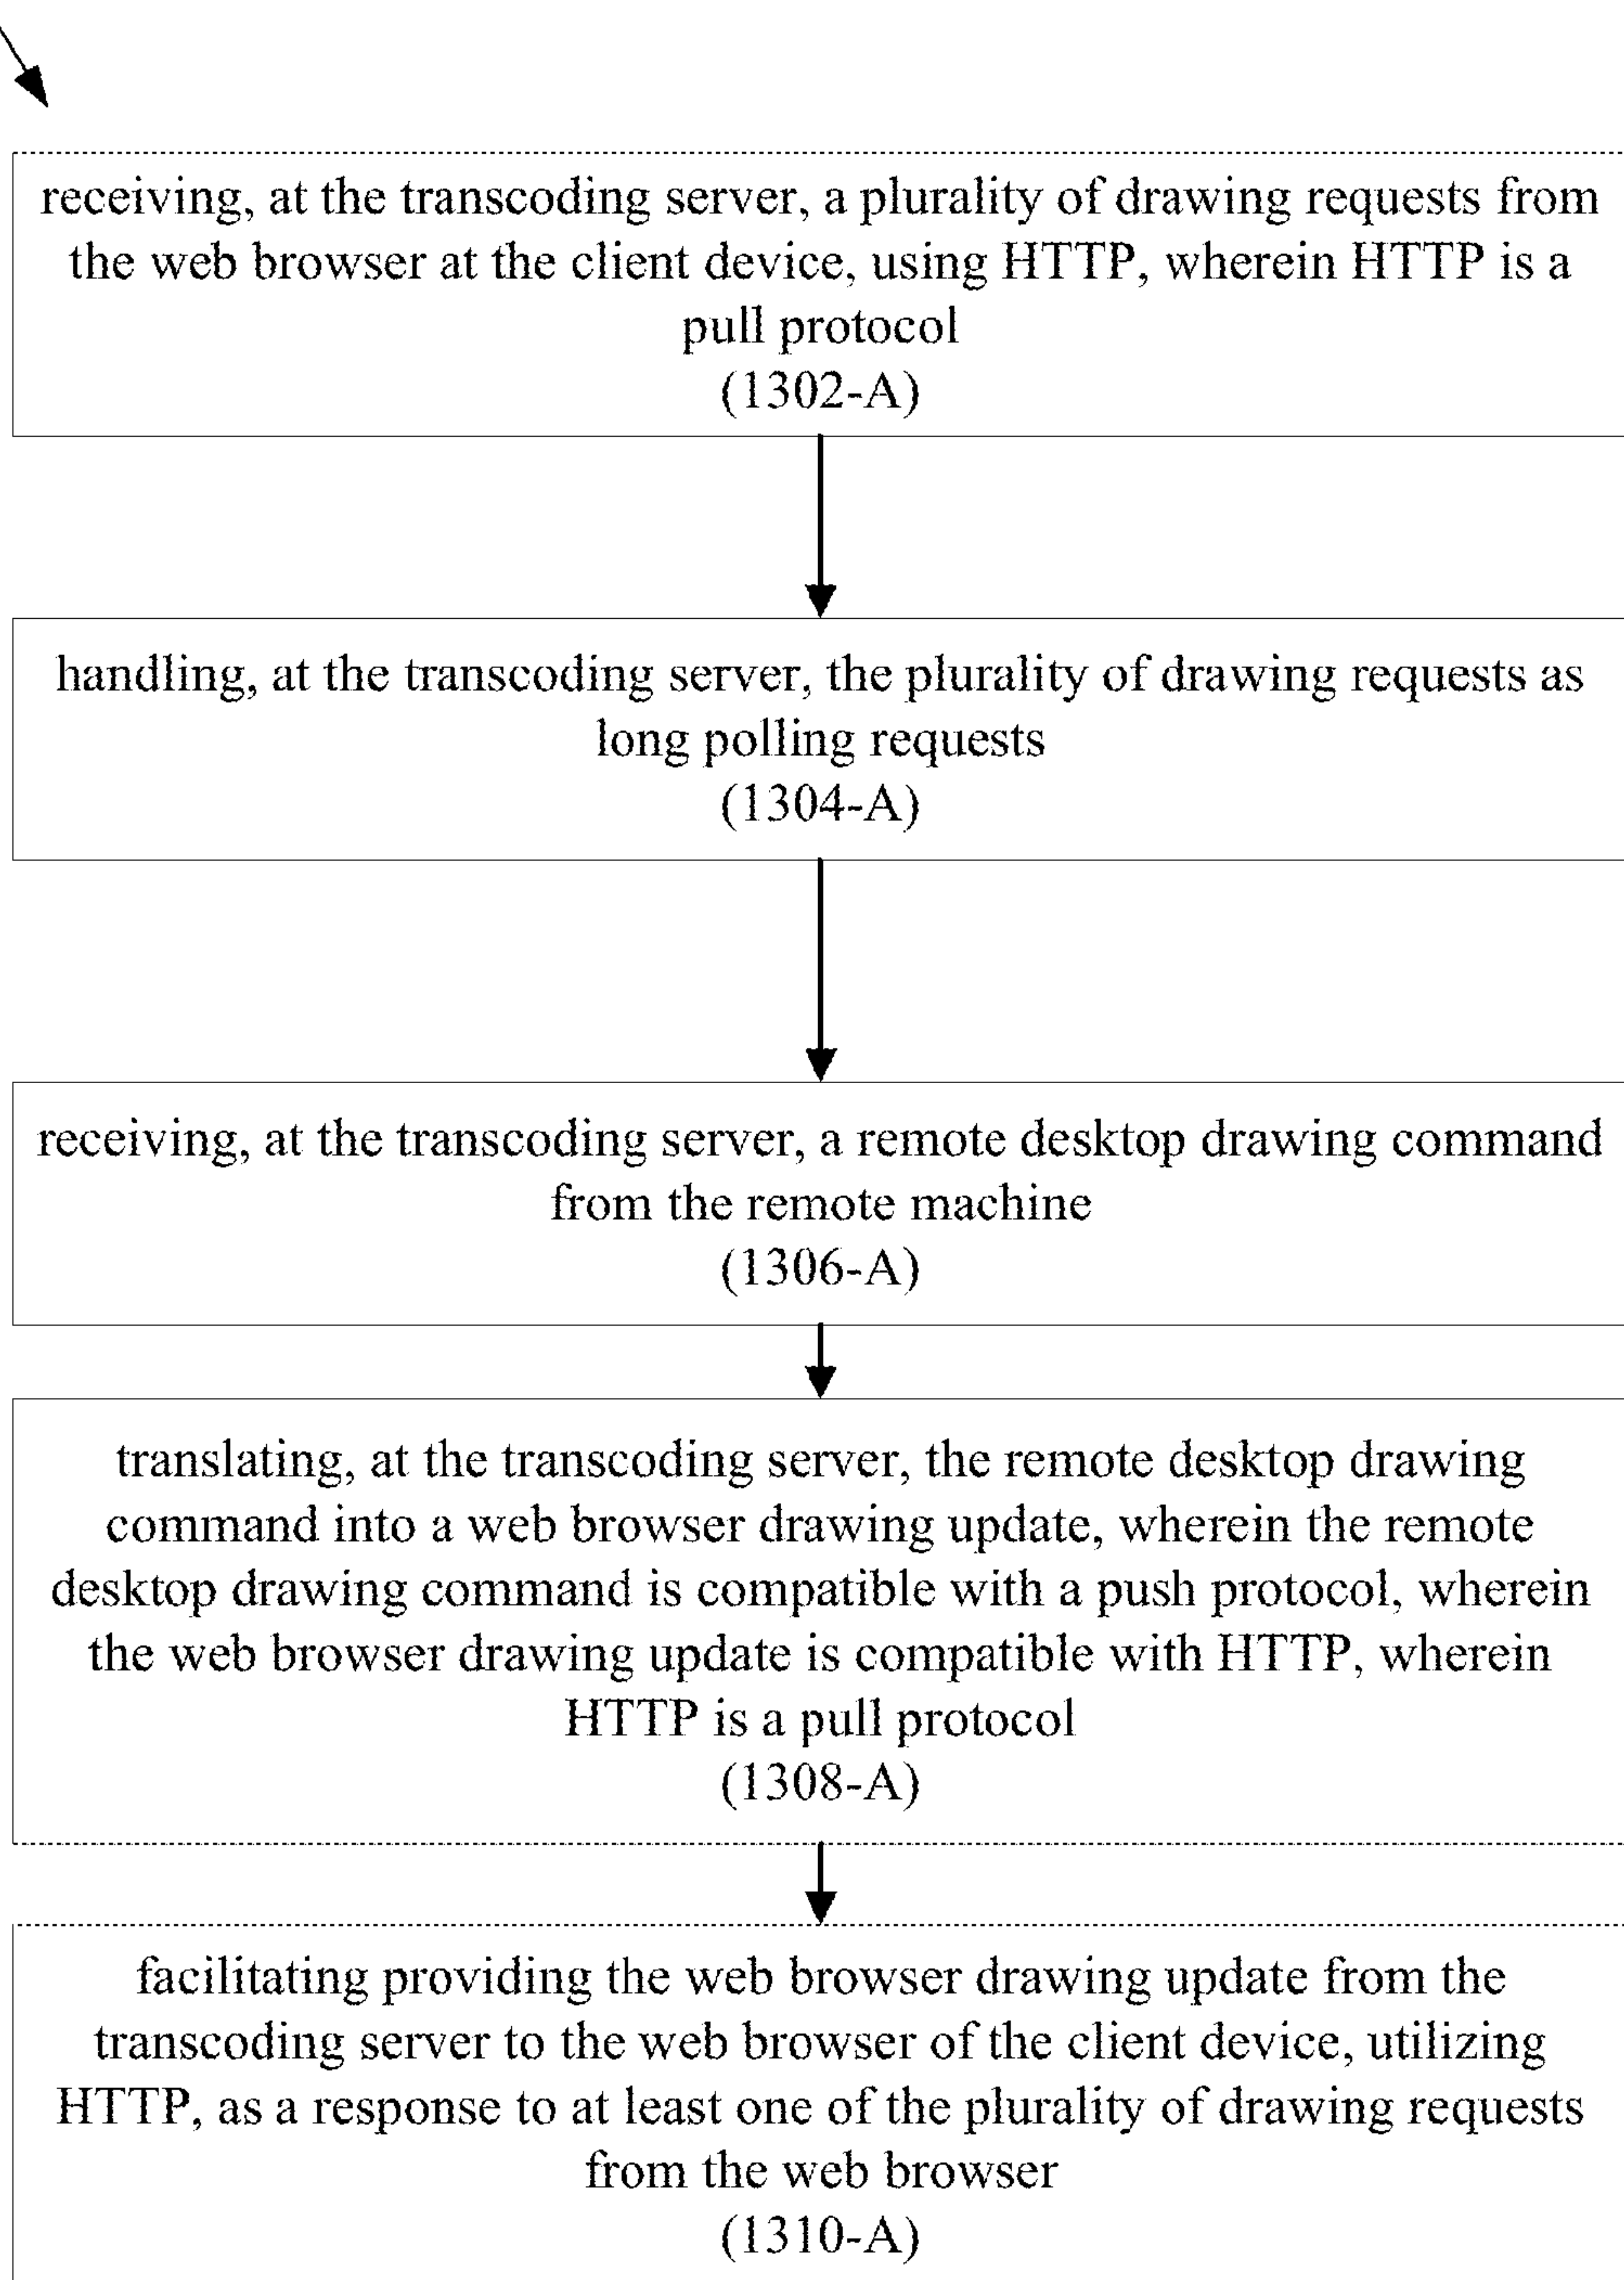 receiving, at the transcoding server, a plurality of drawing requests from
the web browser at the client device, using HTTP, wherein HTTP is a
pull protocol
(1302-A)
handling, at the transcoding server, the plurality of drawing requests as
long polling requests
(1304-A)
receiving, at the transcoding server, a remote desktop drawing command
from the remote machine
(1306-A)
translating, at the transcoding server, the remote desktop drawing
command into a web browser drawing update, wherein the remote
desktop drawing command is compatible with a push protocol, wherein
the web browser drawing update is compatible with HTTP, wherein
HTTP is a pull protocol
(1308-A)
facilitating providing the web browser drawing update from the
transcoding server to the web browser of the client device, utilizing
HTTP, as a response to at least one of the plurality of drawing requests
from the web browser
(1310-A)